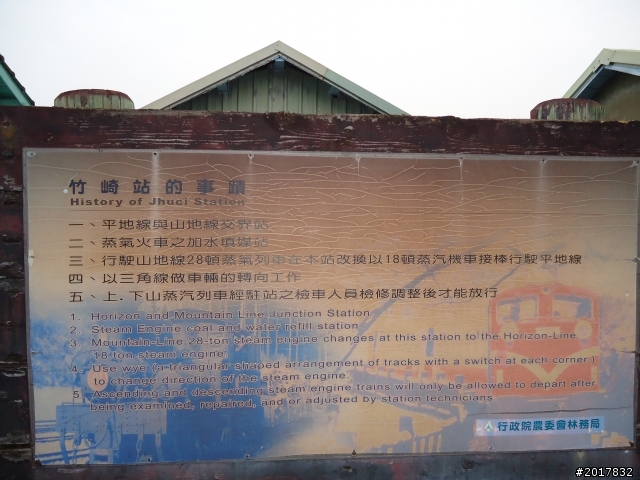 竹崎站的事蹟
History of Jhuci Station
一、平地線與山地線交界站
二、蒸氣火車之加水填媒站
三、行駛山地線28頓蒸氣列車在本站改換以18頓蒸汽機車接棒行駛平地線
四、以三角線做車輛的轉向工作
五、上.下山蒸汽列車經駐站之檢車人員檢修調整後才能放行
1. Horizon and Mountain Line Junction Station
2. Steam Engine coal and water refill station
3. Mountain-Line 28-ton steam engine changes at this station to the Horizon-Line
18-ton steam engine
4. Use wye (a triangular shaped arrangement of tracks with a switch at each corner)
to change direction of the steam engine.
5. Ascending and descending steam engine trains will only be allowed to depart after
being examined, repaired, and or adjusted by station technicians
行政院農委會林務局
#2017832